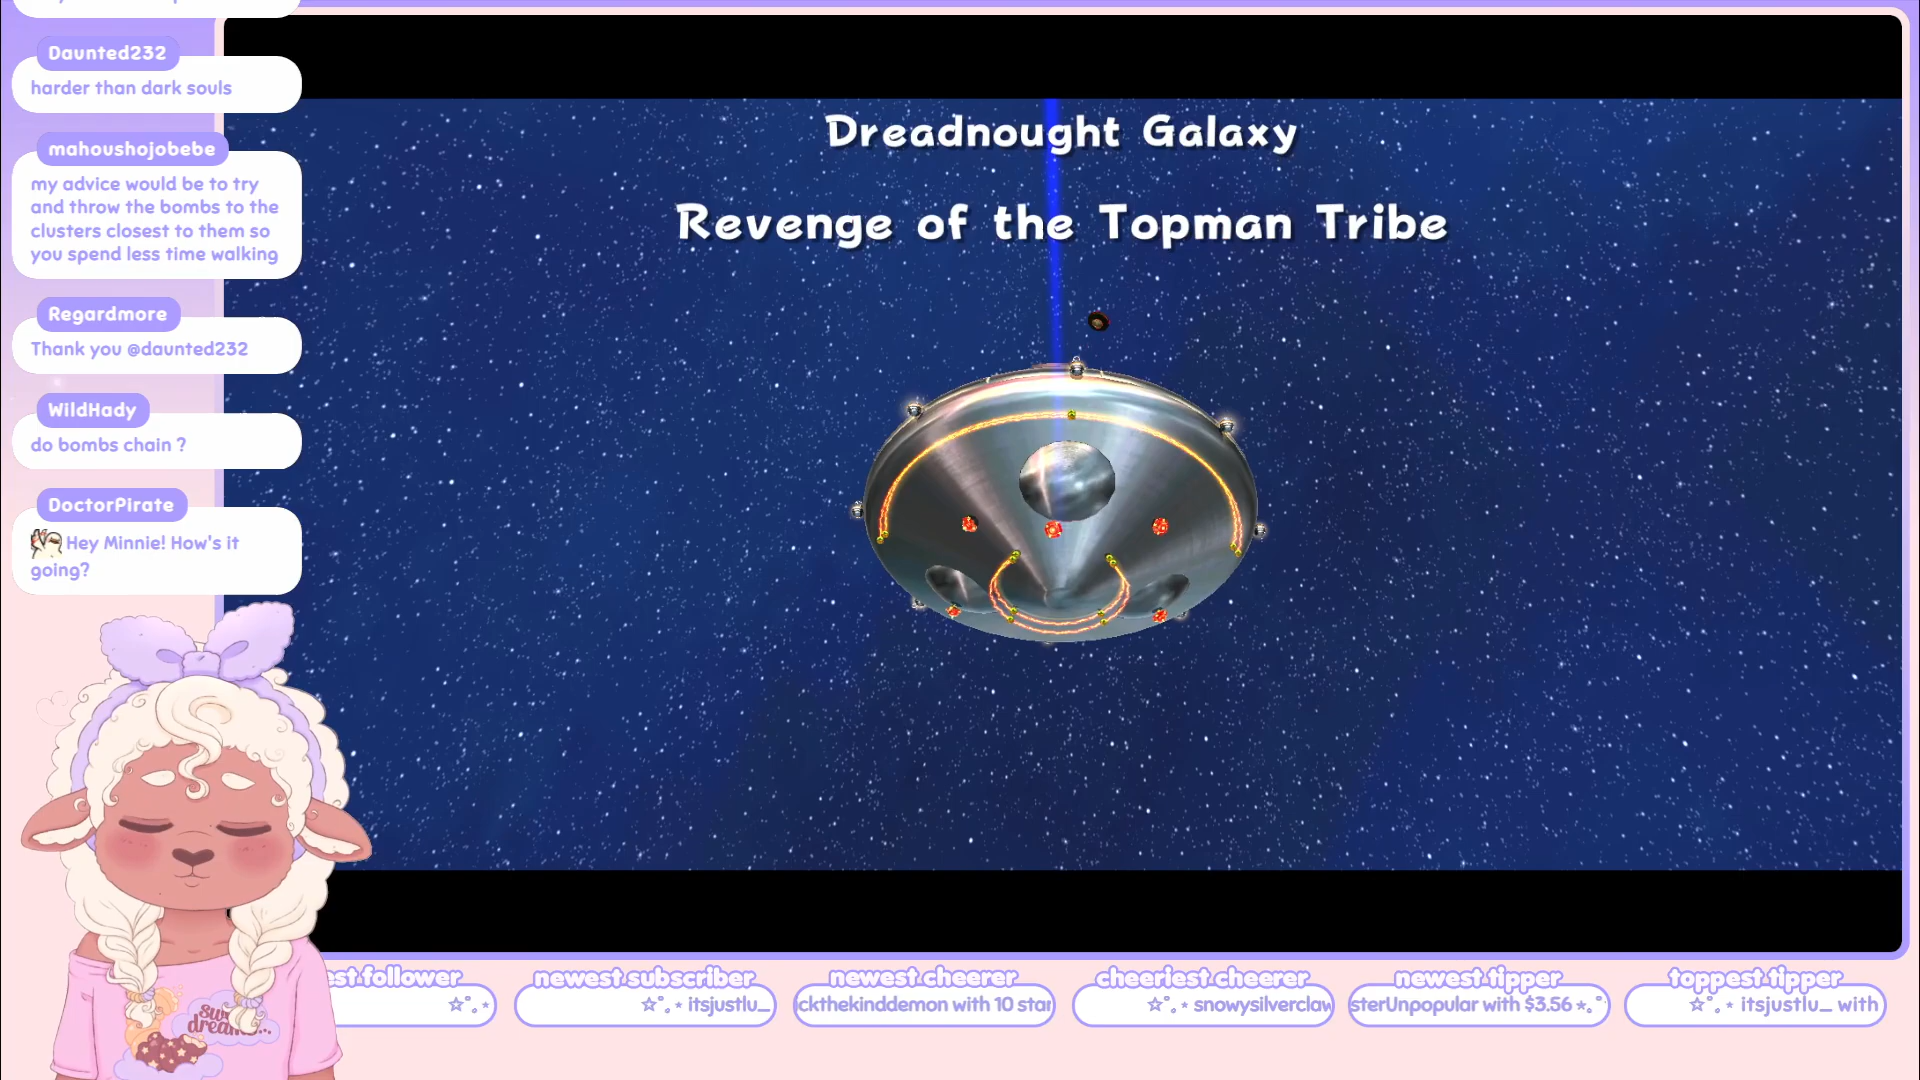 Daunted232
harder than dark souls
mahoushojobebe
my advice would be to try
and throw the bombs to the
clusters closest to them so
you spend less time walking
Regardmore
Thank you @daunted232
WildHady
do bombs chain ?
DoctorPirate
Hey Minnie! How's it
going?
Dreadnought Galaxy
Revenge of the Topman Tribe
sweet
dreams...
est follower
newest subscriber
itsjustlu_
newest cheerer
ckthekinddemon with 10 star
cheeriest cheerer
snowysilverclaw
newest tipper
sterUnpopular with $3.56
toppest tipper
itsjustlu_ with